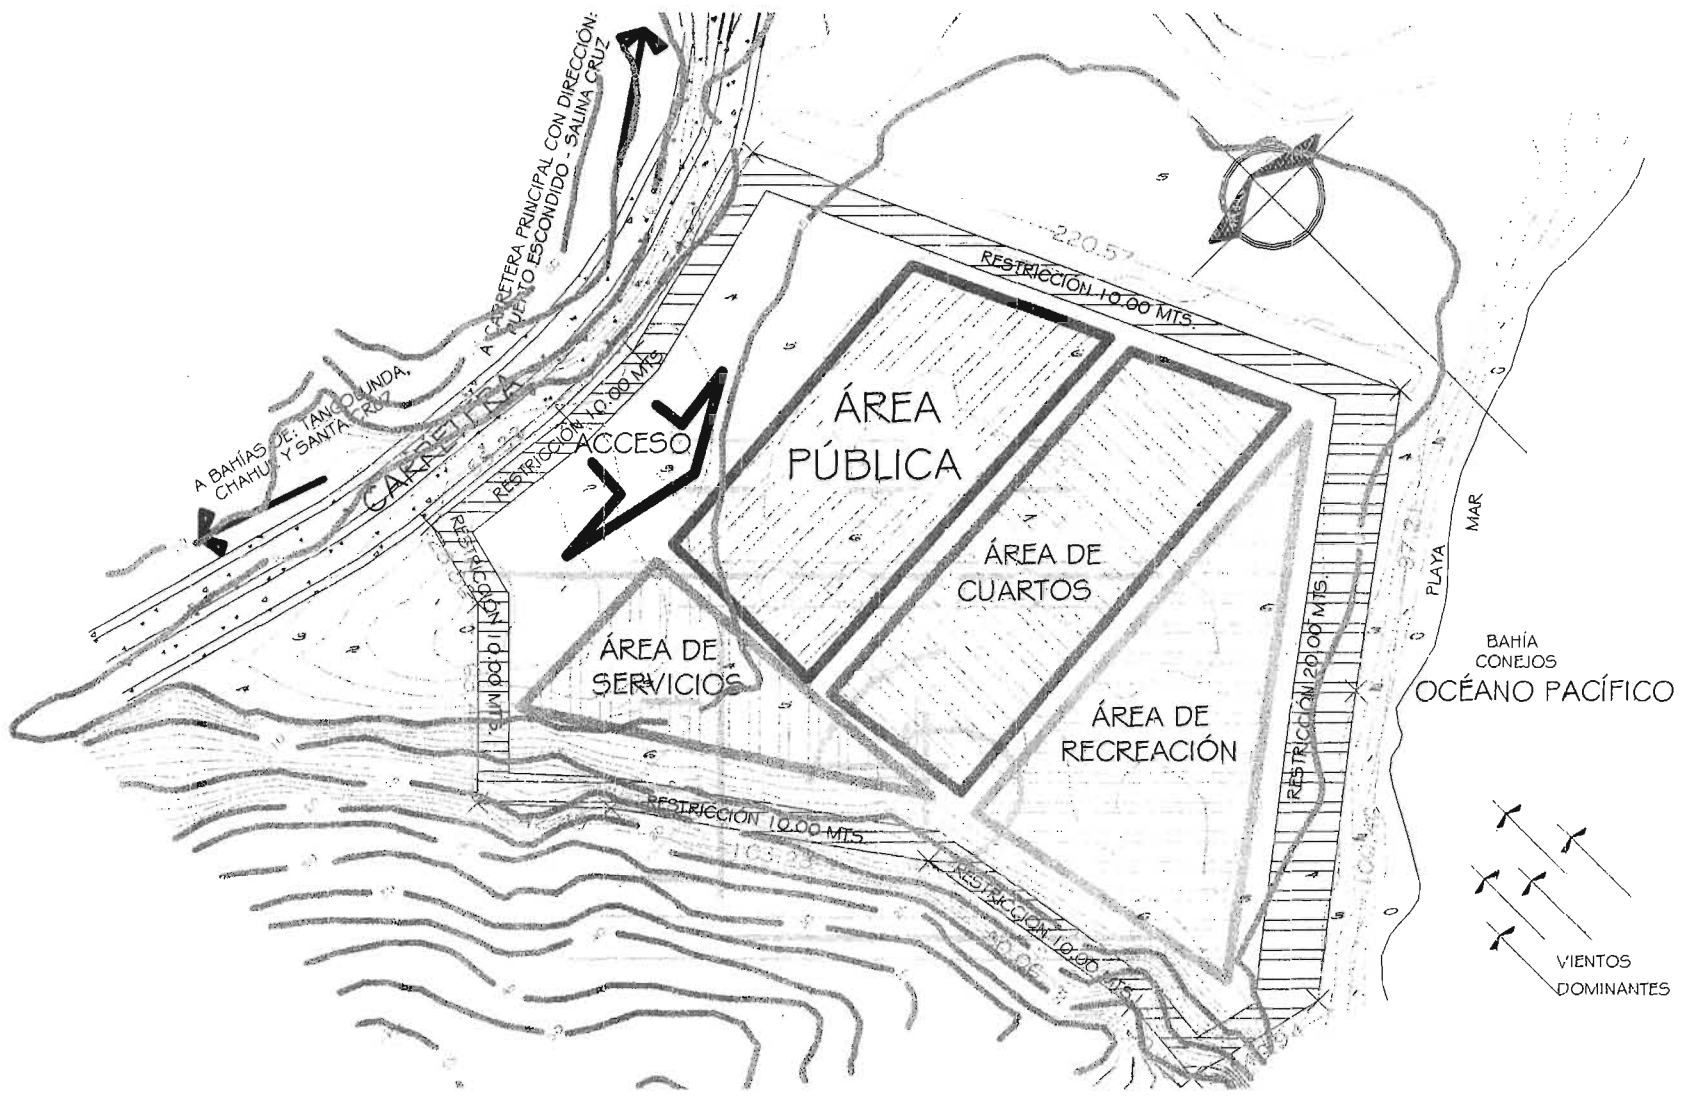 A CARRETERA PRINCIPAL CON DIRECCIÓN:
PUERTO ESCONDIDO - SALINA CRUZ
220.57
RESTRICCIÓN 10.00 MTS.
A BAHÍAS DE: TANGOLUNDA,
CHAHUE Y SANTA CRUZ
CARRETERA
RESTRICCIÓN 10.00 MTS
ACCESO
ÁREA
PÚBLICA
ÁREA DE
CUARTOS
RESTRICCIÓN 10.00 MTS.
ÁREA DE
SERVICIOS
ÁREA DE
RECREACIÓN
RESTRICCIÓN 20.00 MTS.
PLAYA
MAR
BAHÍA
CONEJOS
OCÉANO PACÍFICO
RESTRICCIÓN 10.00 MTS.
RESTRICCIÓN 10.00 MTS.
VIENTOS
DOMINANTES